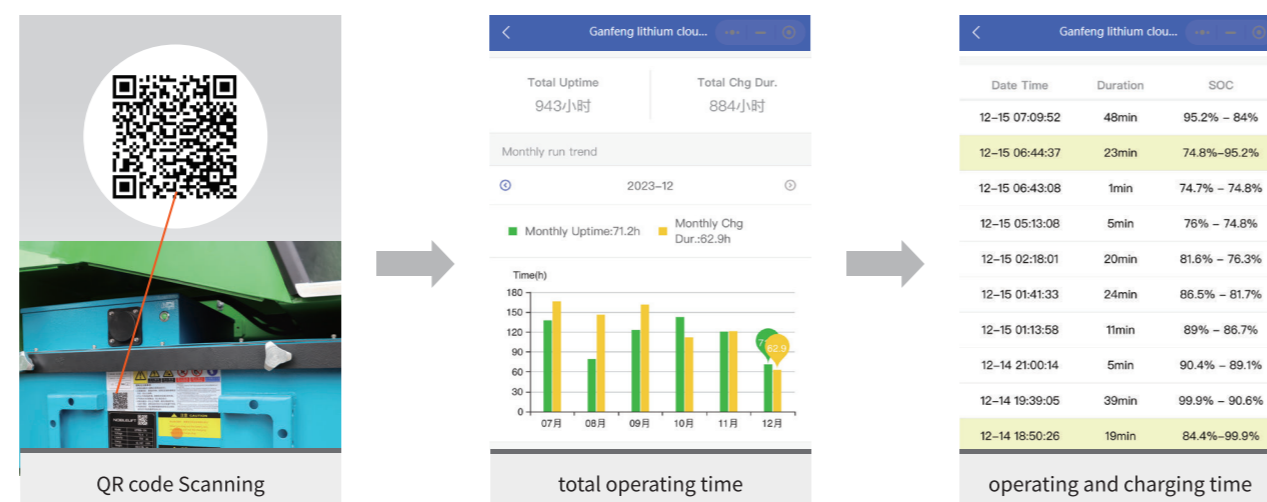 QR code Scanning
Ganfeng lithium clou...
Total Uptime
943小时
Total Chg Dur.
884小时
Monthly run trend
2023–12
Monthly Uptime:71.2h
Monthly Chg
Dur.:62.9h
Time(h)
180
150
120
90
60
30
0
07月 08月 09月 10月 11月 12月
62.9
total operating time
Ganfeng lithium clou...
Date Time Duration SOC
12–15 07:09:52 48min 95.2% – 84%
12–15 06:44:37 23min 74.8%–95.2%
12–15 06:43:08 1min 74.7% – 74.8%
12–15 05:13:08 5min 76% – 74.8%
12–15 02:18:01 20min 81.6% – 76.3%
12–15 01:41:33 24min 86.5% – 81.7%
12–15 01:13:58 11min 89% – 86.7%
12–14 21:00:14 5min 90.4% – 89.1%
12–14 19:39:05 39min 99.9% – 90.6%
12–14 18:50:26 19min 84.4%–99.9%
operating and charging time